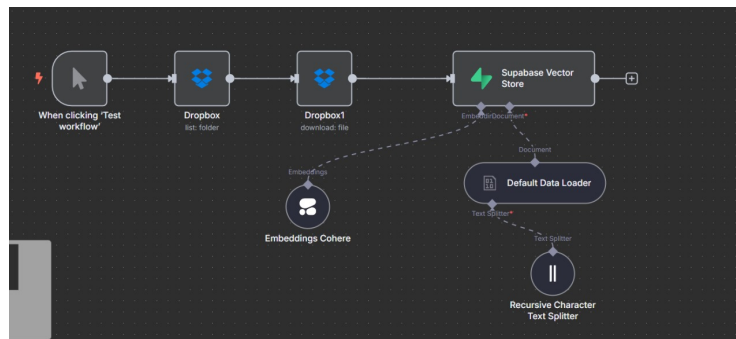 Supabase Vector
Store
When clicking 'Test
workflow'
Dropbox
list: folder
Dropbox1
download: file
Document*
Embeddings
Document
Default Data Loader
Text Splitter*
Embeddings Cohere
Text Splitter
Recursive Character
Text Splitter